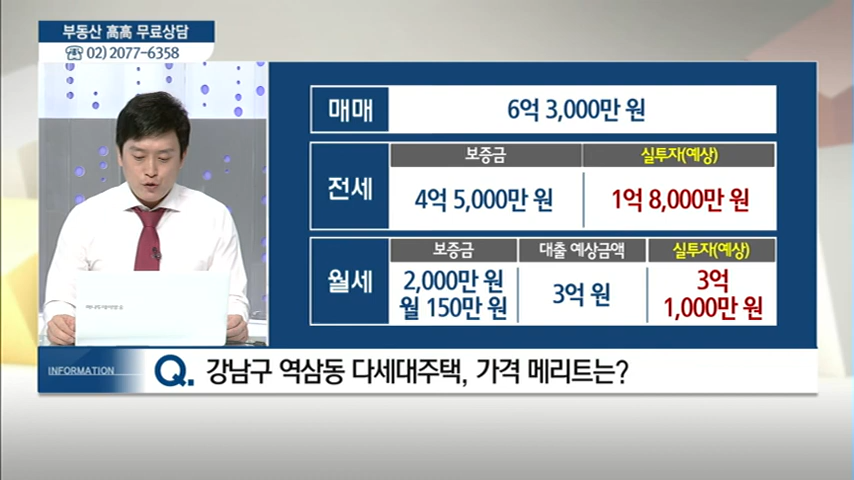 부동산 高高 무료상담
☎ 02) 2077-6358
매매
6억 3,000만 원
전세
보증금
실투자(예상)
4억 5,000만 원
1억 8,000만 원
월세
보증금
대출 예상금액
실투자(예상)
2,000만 원
월 150만 원
3억 원
3억
1,000만 원
INFORMATION
Q. 강남구 역삼동 다세대주택, 가격 메리트는?